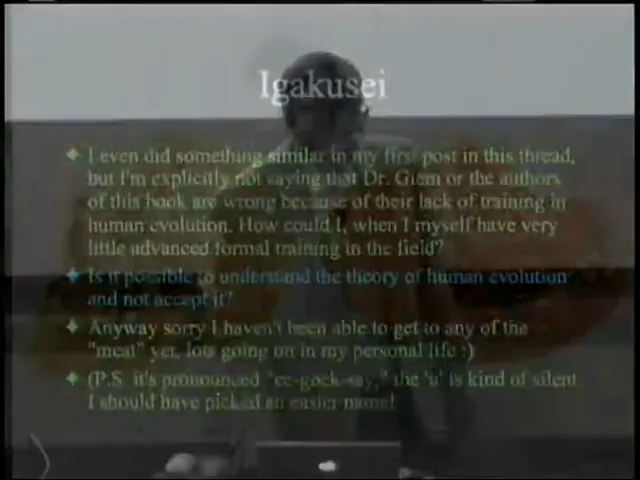 Igakusei
I even did something similar in my first post in this thread,
but I'm explicitly not saying that Dr. Giem or the authors
of this book are wrong because of their lack of training in
human evolution. How could I, when I myself have very
little advanced formal training in the field?
Is it possible to understand the theory of human evolution
and not accept it?
Anyway sorry I haven't been able to get to any of the
"meat" yet, lots going on in my personal life :)
(P.S. it's pronounced "ee-gock-say," the 'u' is kind of silent
I should have picked an easier name!